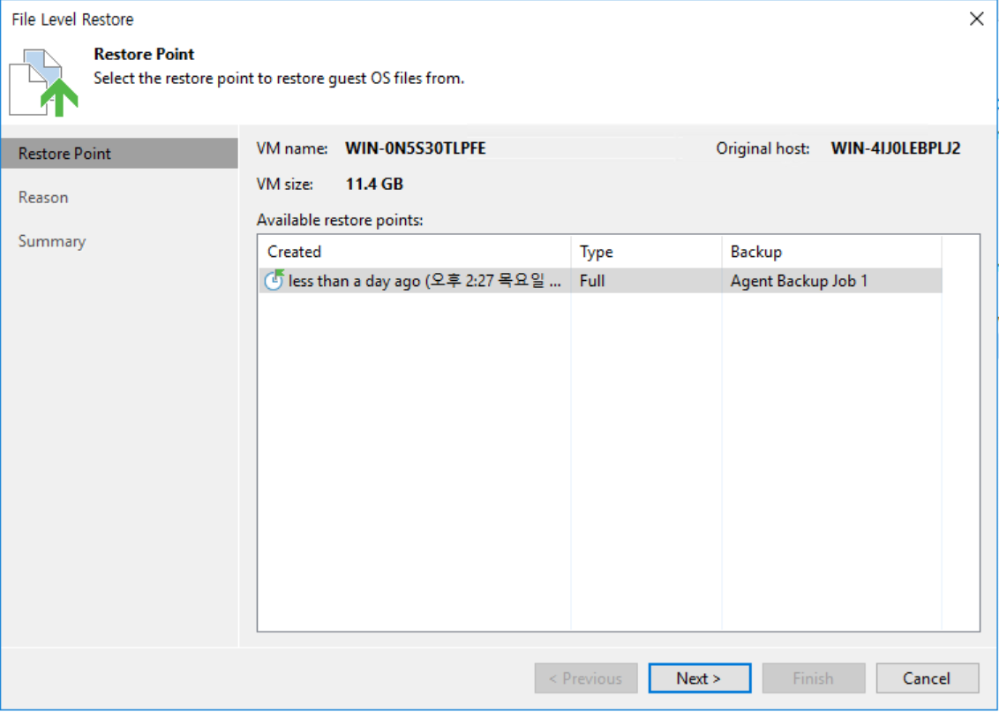 File Level Restore
Restore Point
Select the restore point to restore guest OS files from.
Restore Point
Reason
Summary
VM name: WIN-0N5S30TLPFE Original host: WIN-4IJ0LEBPLJ2
VM size: 11.4 GB
Available restore points:
Created Type Backup
less than a day ago (오후 2:27 목요일 ... Full Agent Backup Job 1
< Previous Next > Finish Cancel